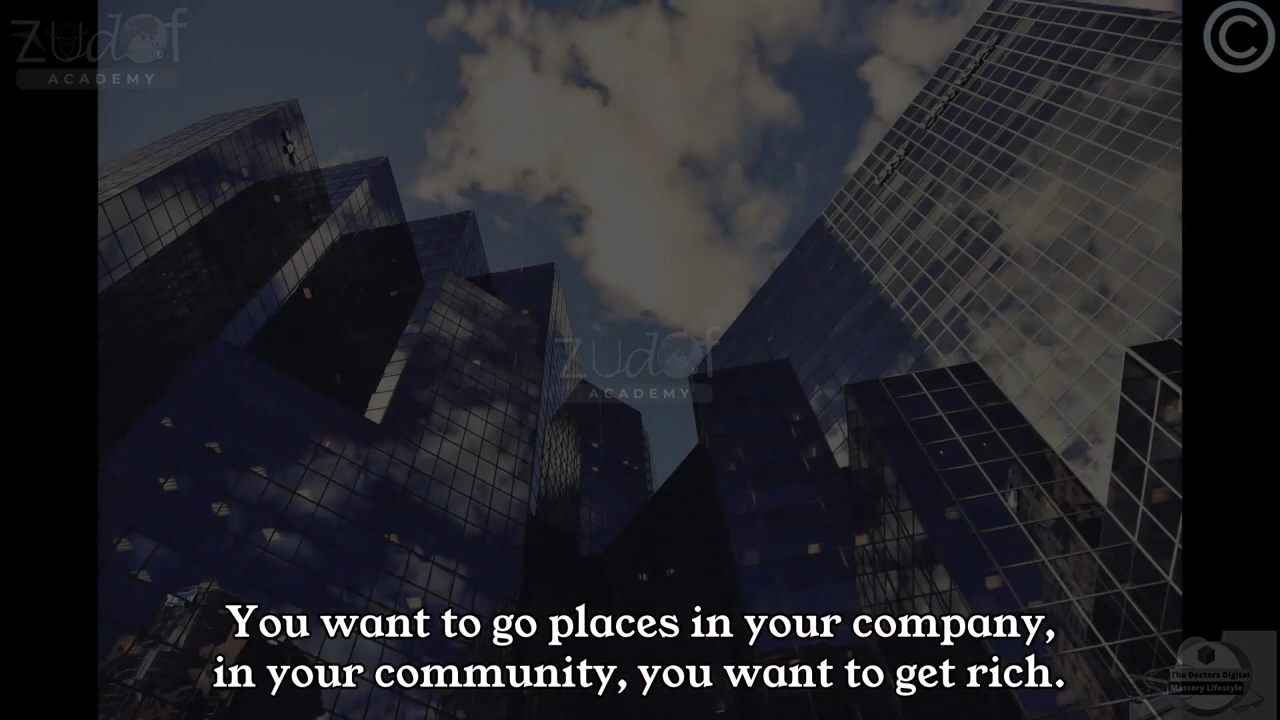 Zudof
ACADEMY
©
Zudof
ACADEMY
You want to go places in your company,
in your community, you want to get rich.
The Doctors Digital
Mastery Lifestyle